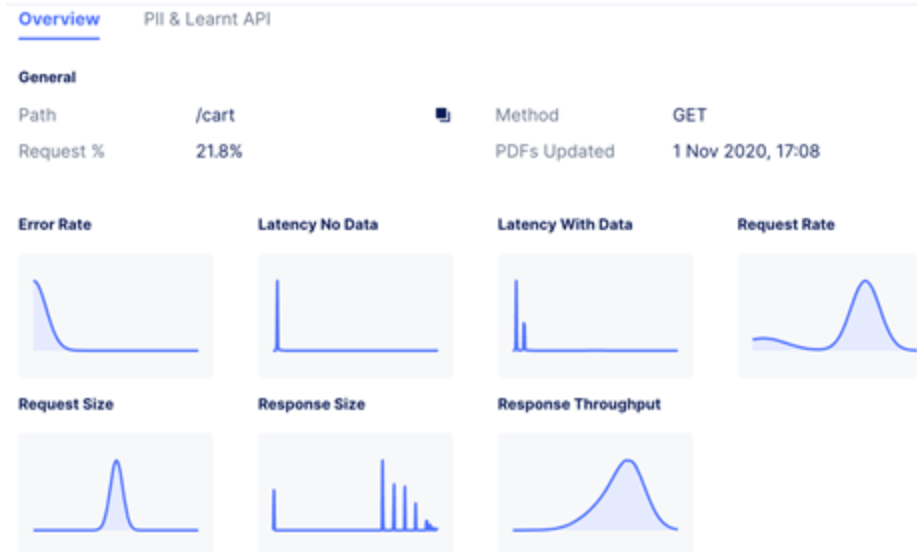 Overview PII & Learnt API
General
Path /cart Method GET
Request % 21.8% PDFs Updated 1 Nov 2020, 17:08
Error Rate Latency No Data Latency With Data Request Rate
Request Size Response Size Response Throughput